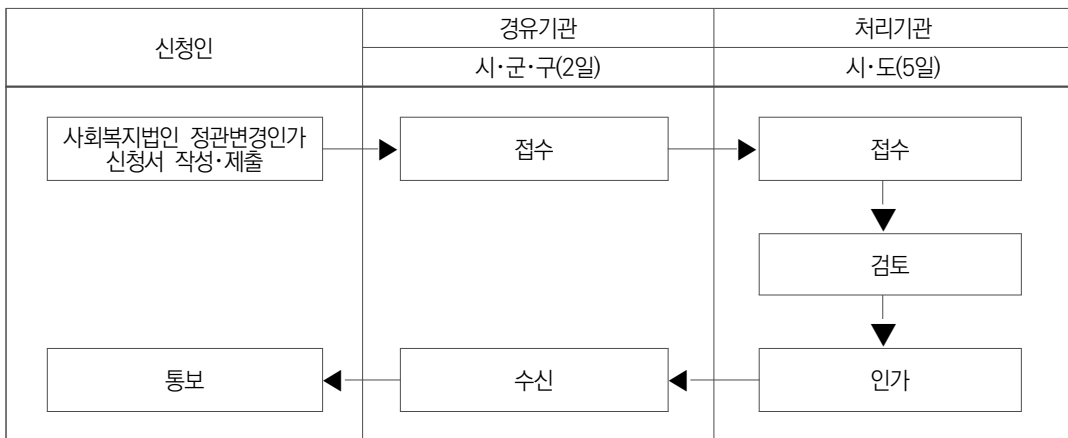 신청인
경유기관
처리기관
시·군·구(2일)
시·도(5일)
사회복지법인 정관변경인가
신청서 작성·제출
접수
접수
검토
통보
수신
인가